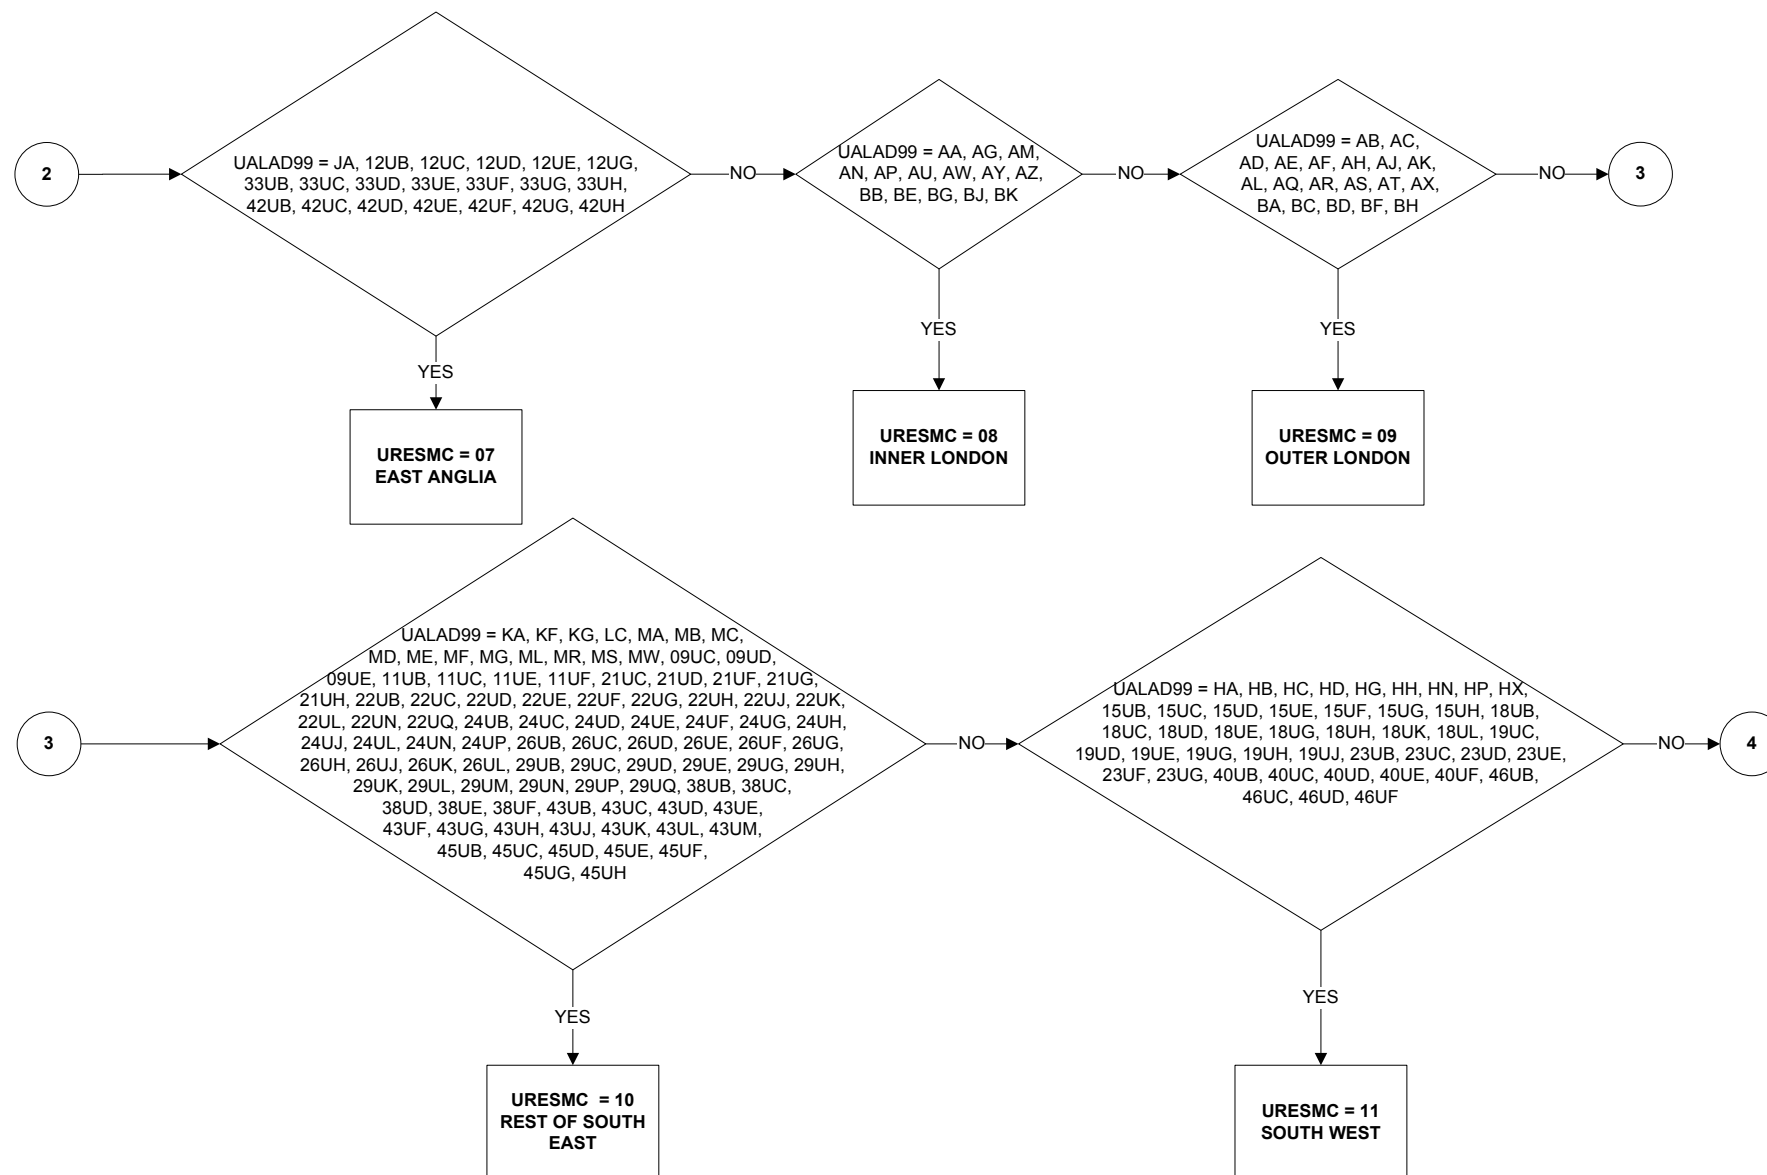 2
UALAD99 = JA, 12UB, 12UC, 12UD, 12UE, 12UG,
33UB, 33UC, 33UD, 33UE, 33UF, 33UG, 33UH,
42UB, 42UC, 42UD, 42UE, 42UF, 42UG, 42UH
NO
UALAD99 = AA, AG, AM,
AN, AP, AU, AW, AY, AZ,
BB, BE, BG, BJ, BK
NO
UALAD99 = AB, AC,
AD, AE, AF, AH, AJ, AK,
AL, AQ, AR, AS, AT, AX,
BA, BC, BD, BF, BH
NO
3
YES
YES
YES
URESMC = 07
EAST ANGLIA
URESMC = 08
INNER LONDON
URESMC = 09
OUTER LONDON
3
UALAD99 = KA, KF, KG, LC, MA, MB, MC,
MD, ME, MF, MG, ML, MR, MS, MW, 09UC, 09UD,
09UE, 11UB, 11UC, 11UE, 11UF, 21UC, 21UD, 21UF, 21UG,
21UH, 22UB, 22UC, 22UD, 22UE, 22UF, 22UG, 22UH, 22UJ, 22UK,
22UL, 22UN, 22UQ, 24UB, 24UC, 24UD, 24UE, 24UF, 24UG, 24UH,
24UJ, 24UL, 24UN, 24UP, 26UB, 26UC, 26UD, 26UE, 26UF, 26UG,
26UH, 26UJ, 26UK, 26UL, 29UB, 29UC, 29UD, 29UE, 29UG, 29UH,
29UK, 29UL, 29UM, 29UN, 29UP, 29UQ, 38UB, 38UC,
38UD, 38UE, 38UF, 43UB, 43UC, 43UD, 43UE,
43UF, 43UG, 43UH, 43UJ, 43UK, 43UL, 43UM,
45UB, 45UC, 45UD, 45UE, 45UF,
45UG, 45UH
NO
UALAD99 = HA, HB, HC, HD, HG, HH, HN, HP, HX,
15UB, 15UC, 15UD, 15UE, 15UF, 15UG, 15UH, 18UB,
18UC, 18UD, 18UE, 18UG, 18UH, 18UK, 18UL, 19UC,
19UD, 19UE, 19UG, 19UH, 19UJ, 23UB, 23UC, 23UD, 23UE,
23UF, 23UG, 40UB, 40UC, 40UD, 40UE, 40UF, 46UB,
46UC, 46UD, 46UF
NO
4
YES
YES
URESMC = 10
REST OF SOUTH
EAST
URESMC = 11
SOUTH WEST